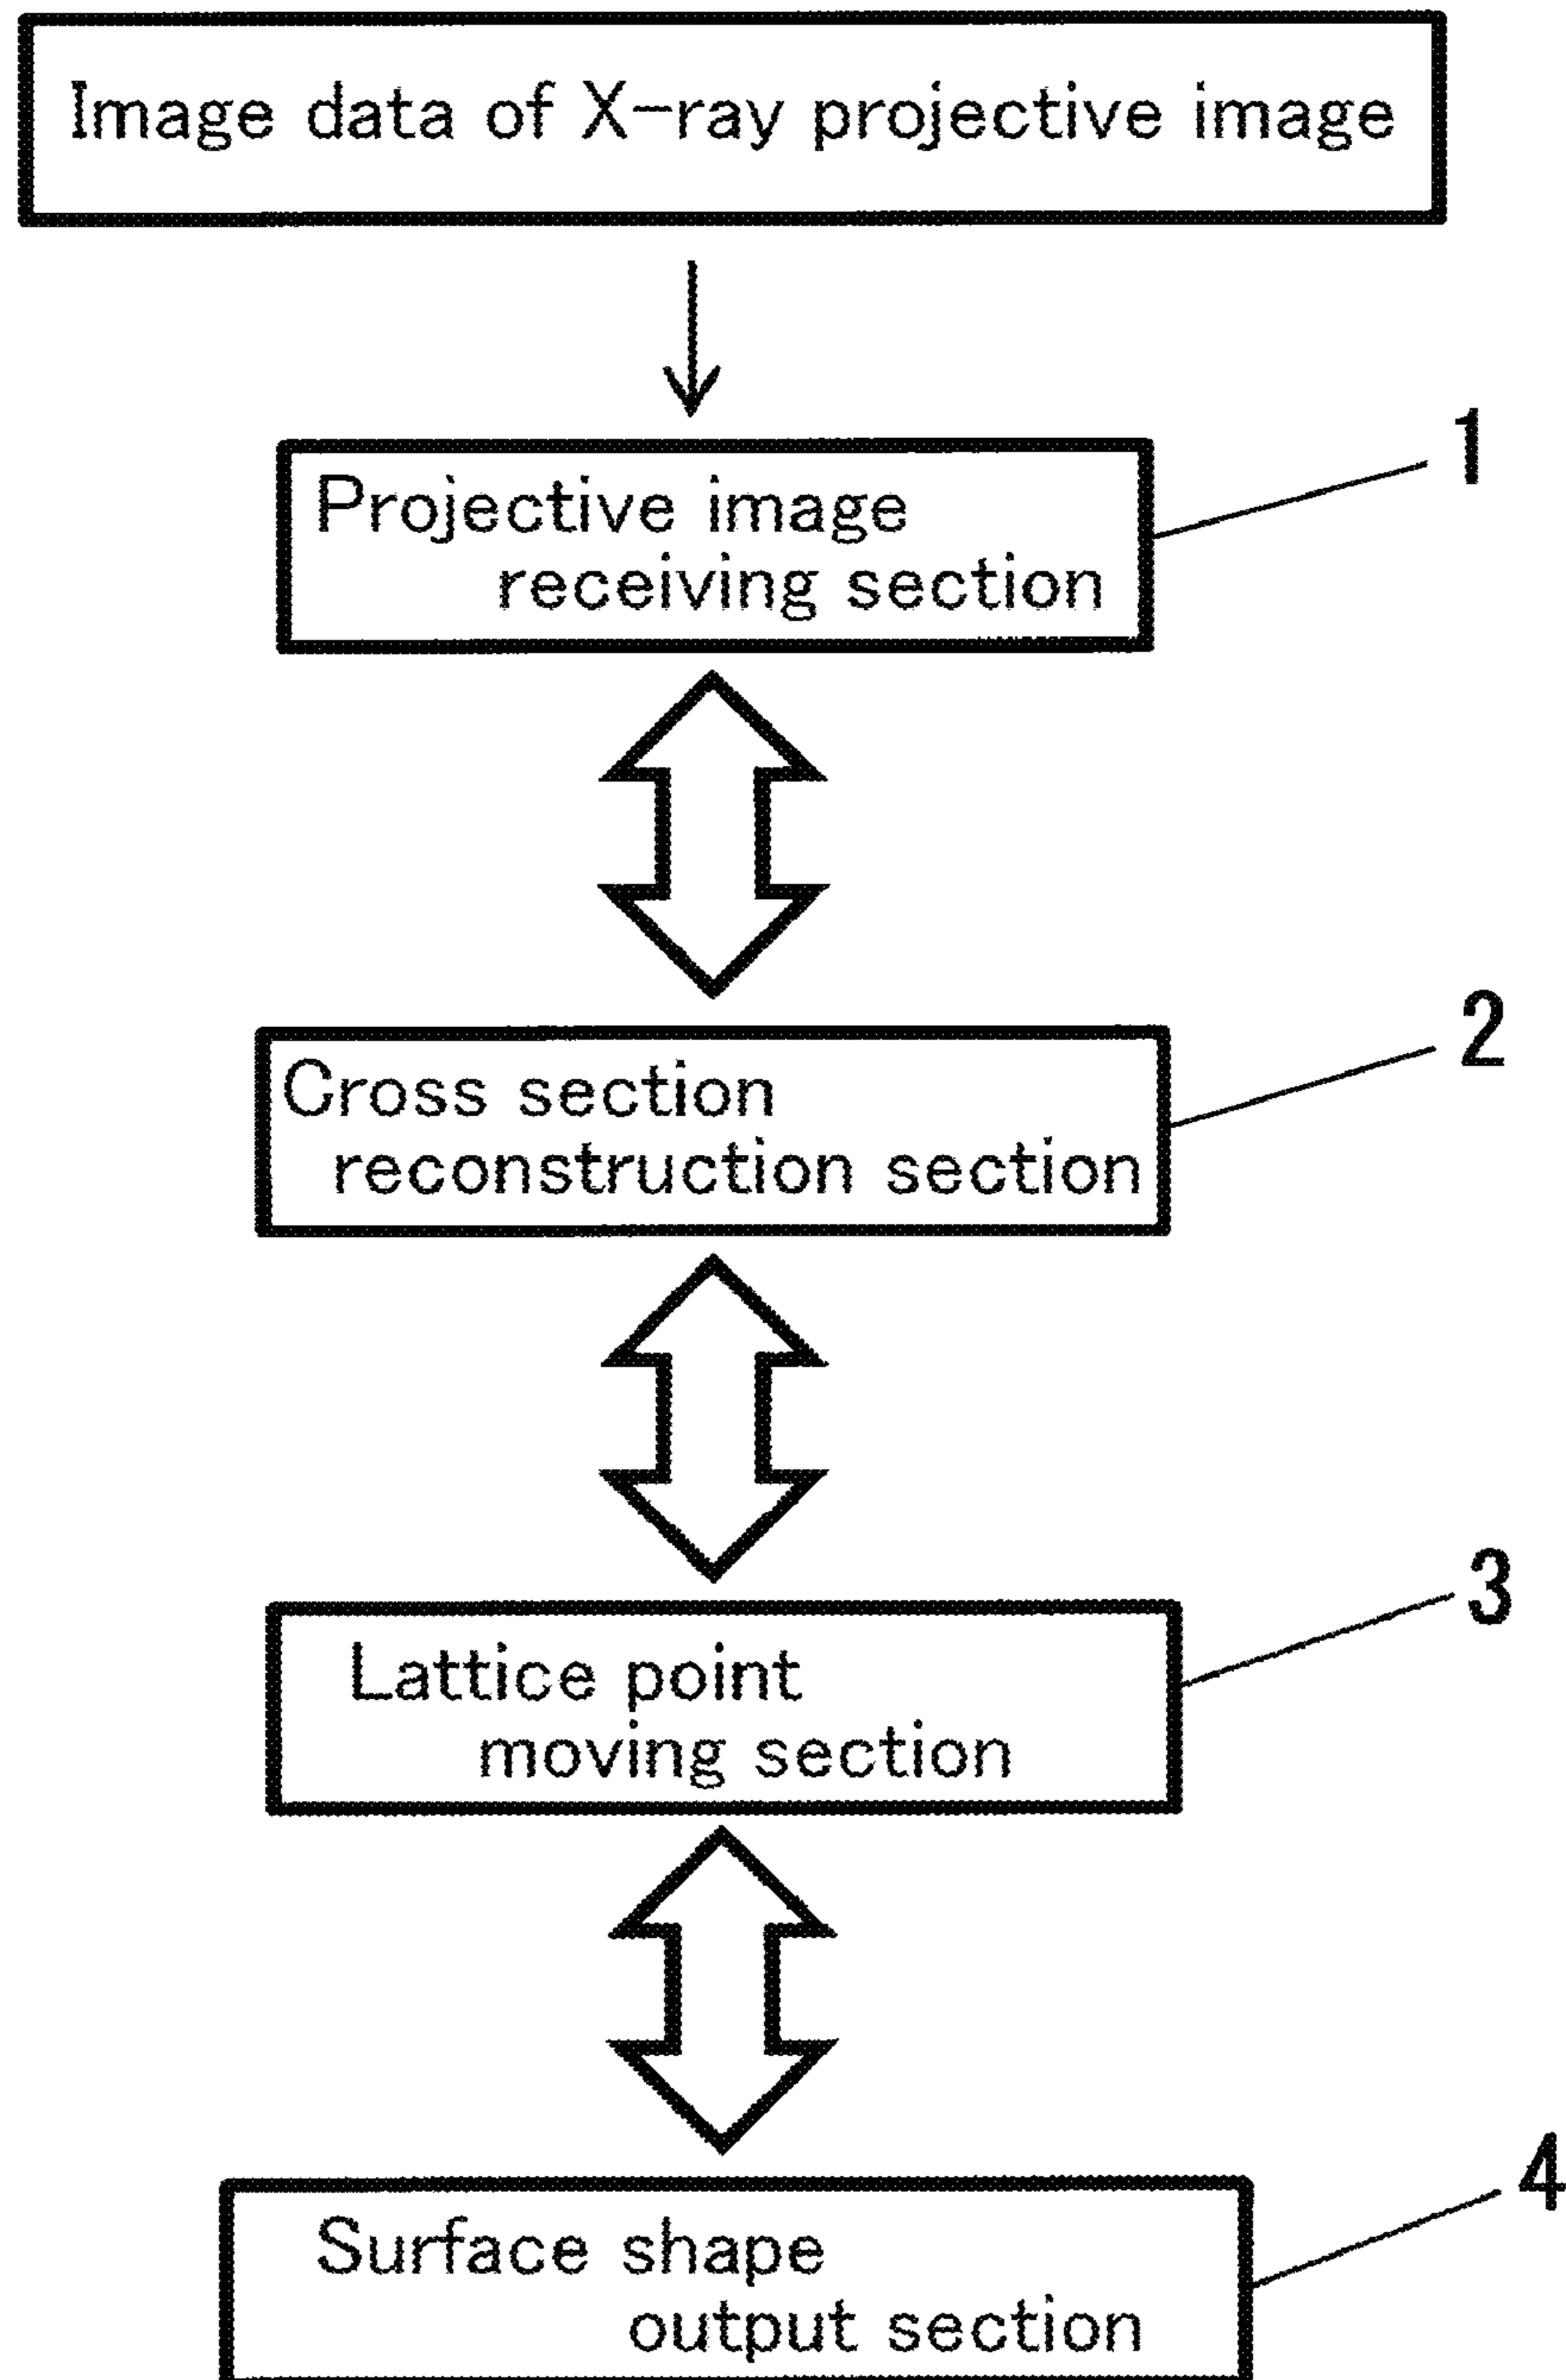 Image data of X-ray projective image
1
Projective image
receiving section
2
Cross section
reconstruction section
3
Lattice point
moving section
4
Surface shape
output section